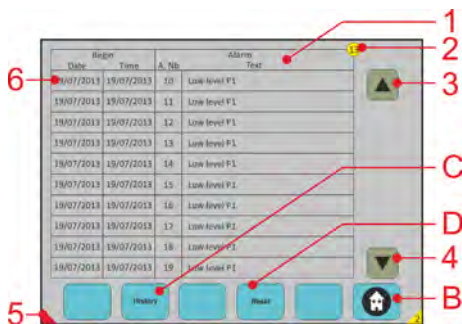 1
13
2
Begin
Alarm
Date
Time
A. Nb
Text
6
19/07/2013 19/07/2013 10 Low level P1
3
19/07/2013 19/07/2013 11 Low level P1
19/07/2013 19/07/2013 12 Low level P1
19/07/2013 19/07/2013 13 Low level P1
19/07/2013 19/07/2013 14 Low level P1
C
19/07/2013 19/07/2013 15 Low level P1
19/07/2013 19/07/2013 16 Low level P1
D
19/07/2013 19/07/2013 17 Low level P1
19/07/2013 19/07/2013 18 Low level P1
19/07/2013 19/07/2013 19 Low level P1
4
History
Reset
B
5
2